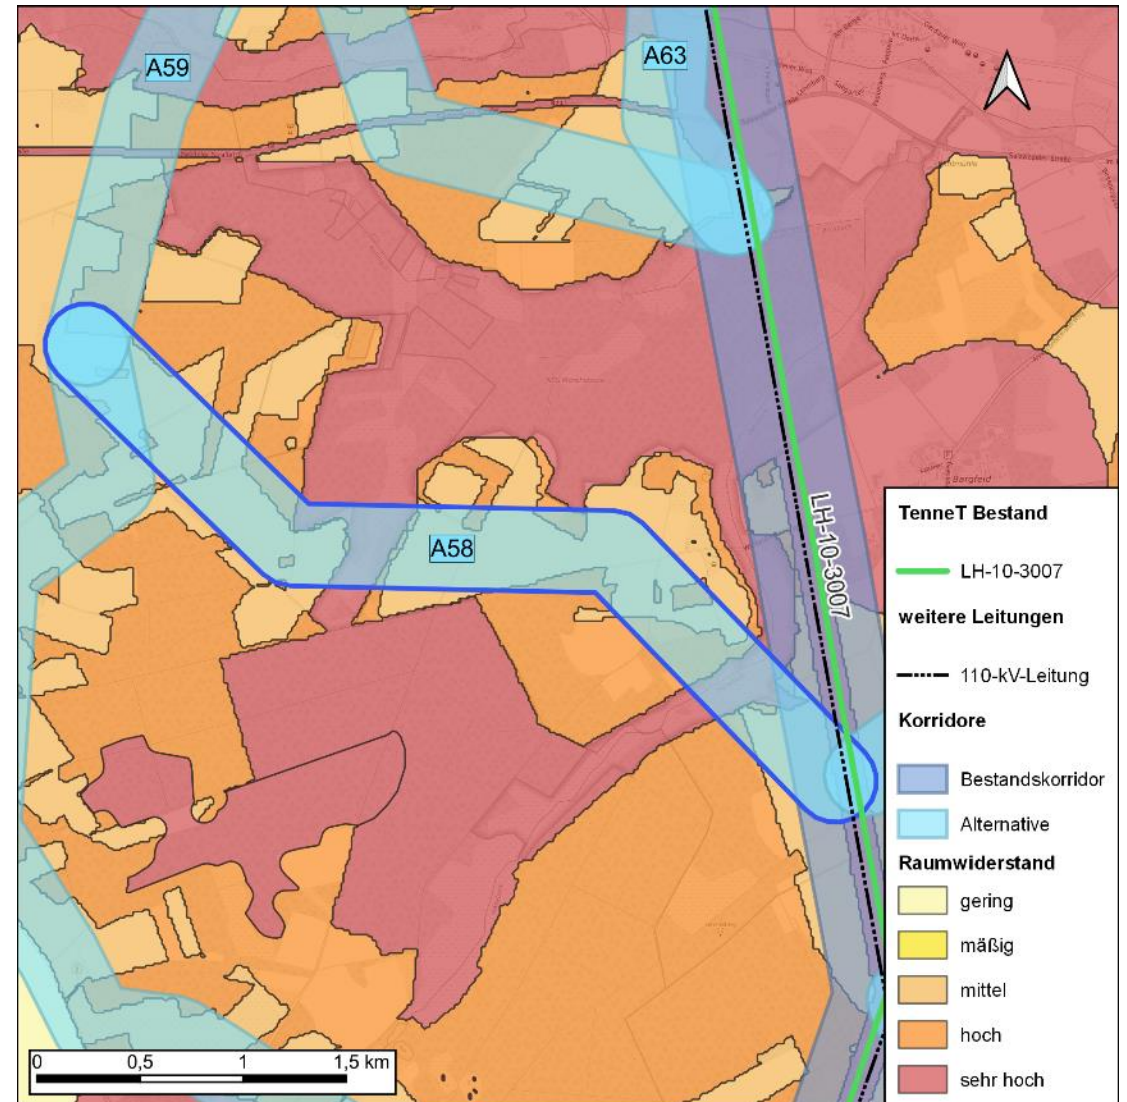 A59
A63
A58
LH-10-3007
Bargfeld
TenneT Bestand
LH-10-3007
weitere Leitungen
110-kV-Leitung
Korridore
Bestandskorridor
Alternative
Raumwiderstand
gering
mäßig
mittel
hoch
sehr hoch
0 0,5 1 1,5 km